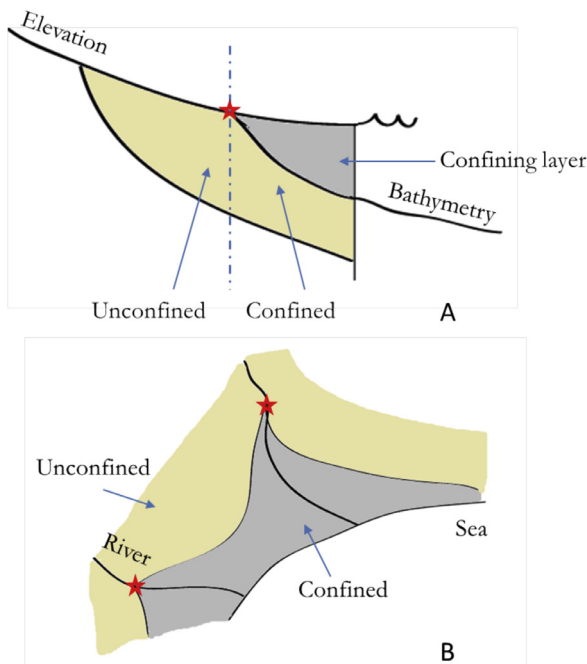 Elevation
Confining layer
Bathymetry
Unconfined
Confined
A
Unconfined
River
Sea
Confined
B